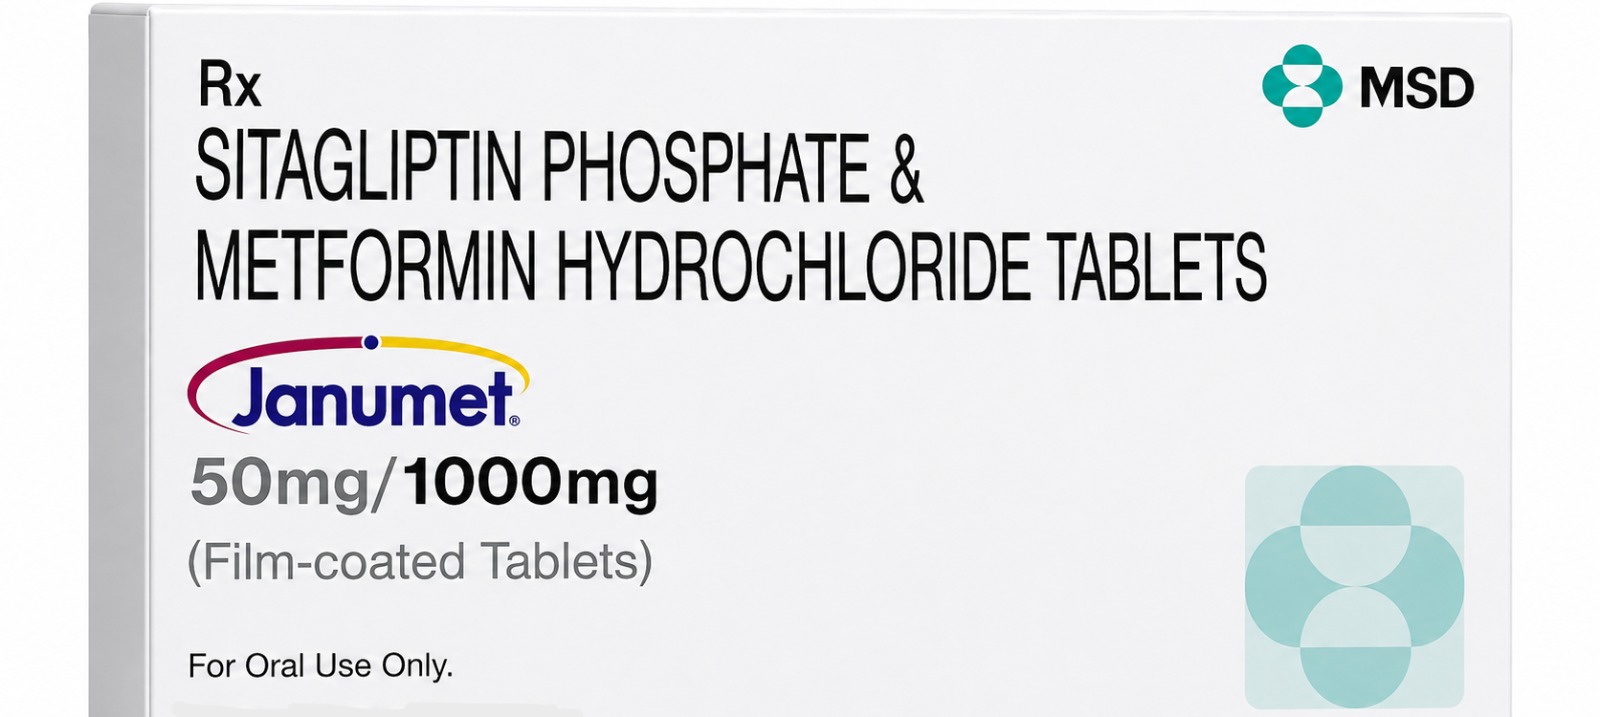 Rx
MSD
SITAGLIPTIN PHOSPHATE &
METFORMIN HYDROCHLORIDE TABLETS
Janumet®
50mg/1000mg
(Film-coated Tablets)
For Oral Use Only.